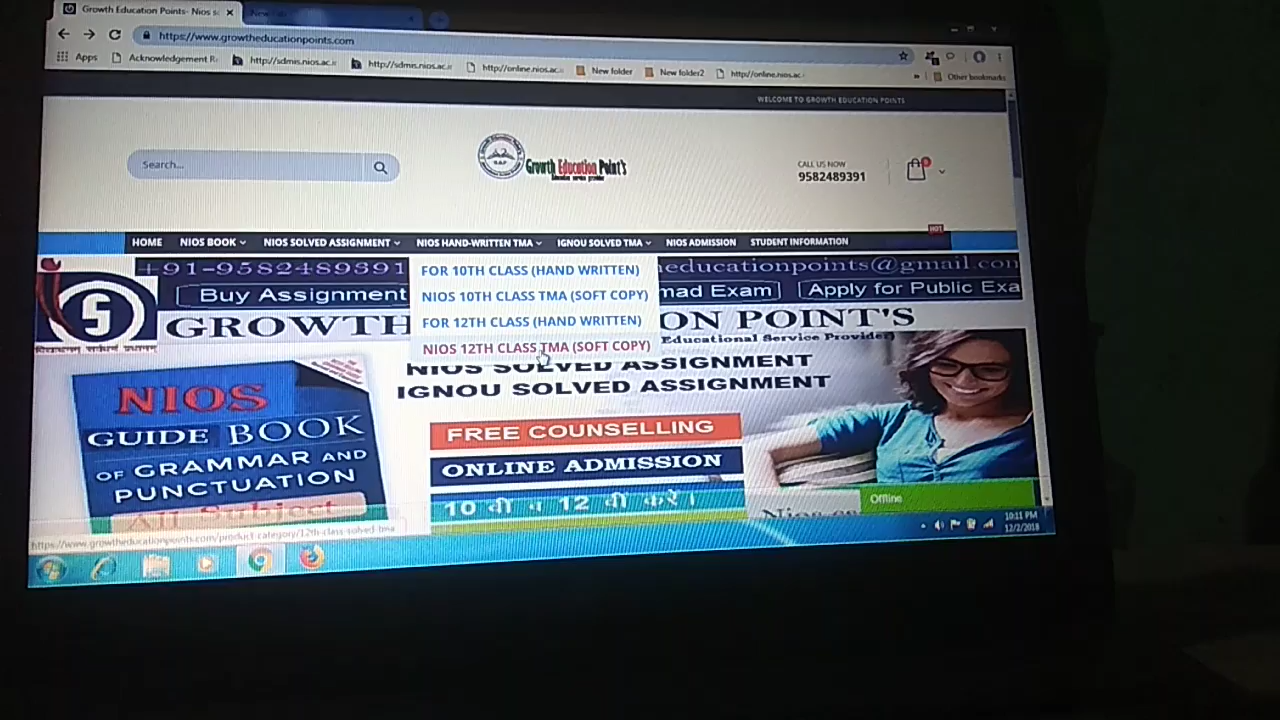 Growth Education Points- Nios s
https://www.growtheducationpoints.com
Apps Acknowledgement R http://sdmis.nios.ac.i http://sdmis.nios.ac.i http://online.nios.ac. New folder New folder2 http://online.nios.ac. » Other bookmarks
WELCOME TO GROWTH EDUCATION POINTS
Search...
Growth Education Point's
CALL US NOW
9582489391
HOT
HOME NIOS BOOK NIOS SOLVED ASSIGNMENT NIOS HAND-WRITTEN TMA IGNOU SOLVED TMA NIOS ADMISSION STUDENT INFORMATION
+91-9582489391 neducationpoints@gmail.com
FOR 10TH CLASS (HAND WRITTEN)
NIOS 10TH CLASS TMA (SOFT COPY)
FOR 12TH CLASS (HAND WRITTEN)
NIOS 12TH CLASS TMA (SOFT COPY)
Buy Assignment mad Exam Apply for Public Exa
GROWTH ON POINT'S
Educational Service Provider)
NIOS SOLVED ASSIGNMENT
IGNOU SOLVED ASSIGNMENT
NIOS
GUIDE BOOK
OF GRAMMAR AND
PUNCTUATION
All Subject
FREE COUNSELLING
ONLINE ADMISSION
10 वी व 12 वी करे।
Offline
https://www.growtheducationpoints.com/product-category/12th-class-solved-tma
10:11 PM
12/2/2018